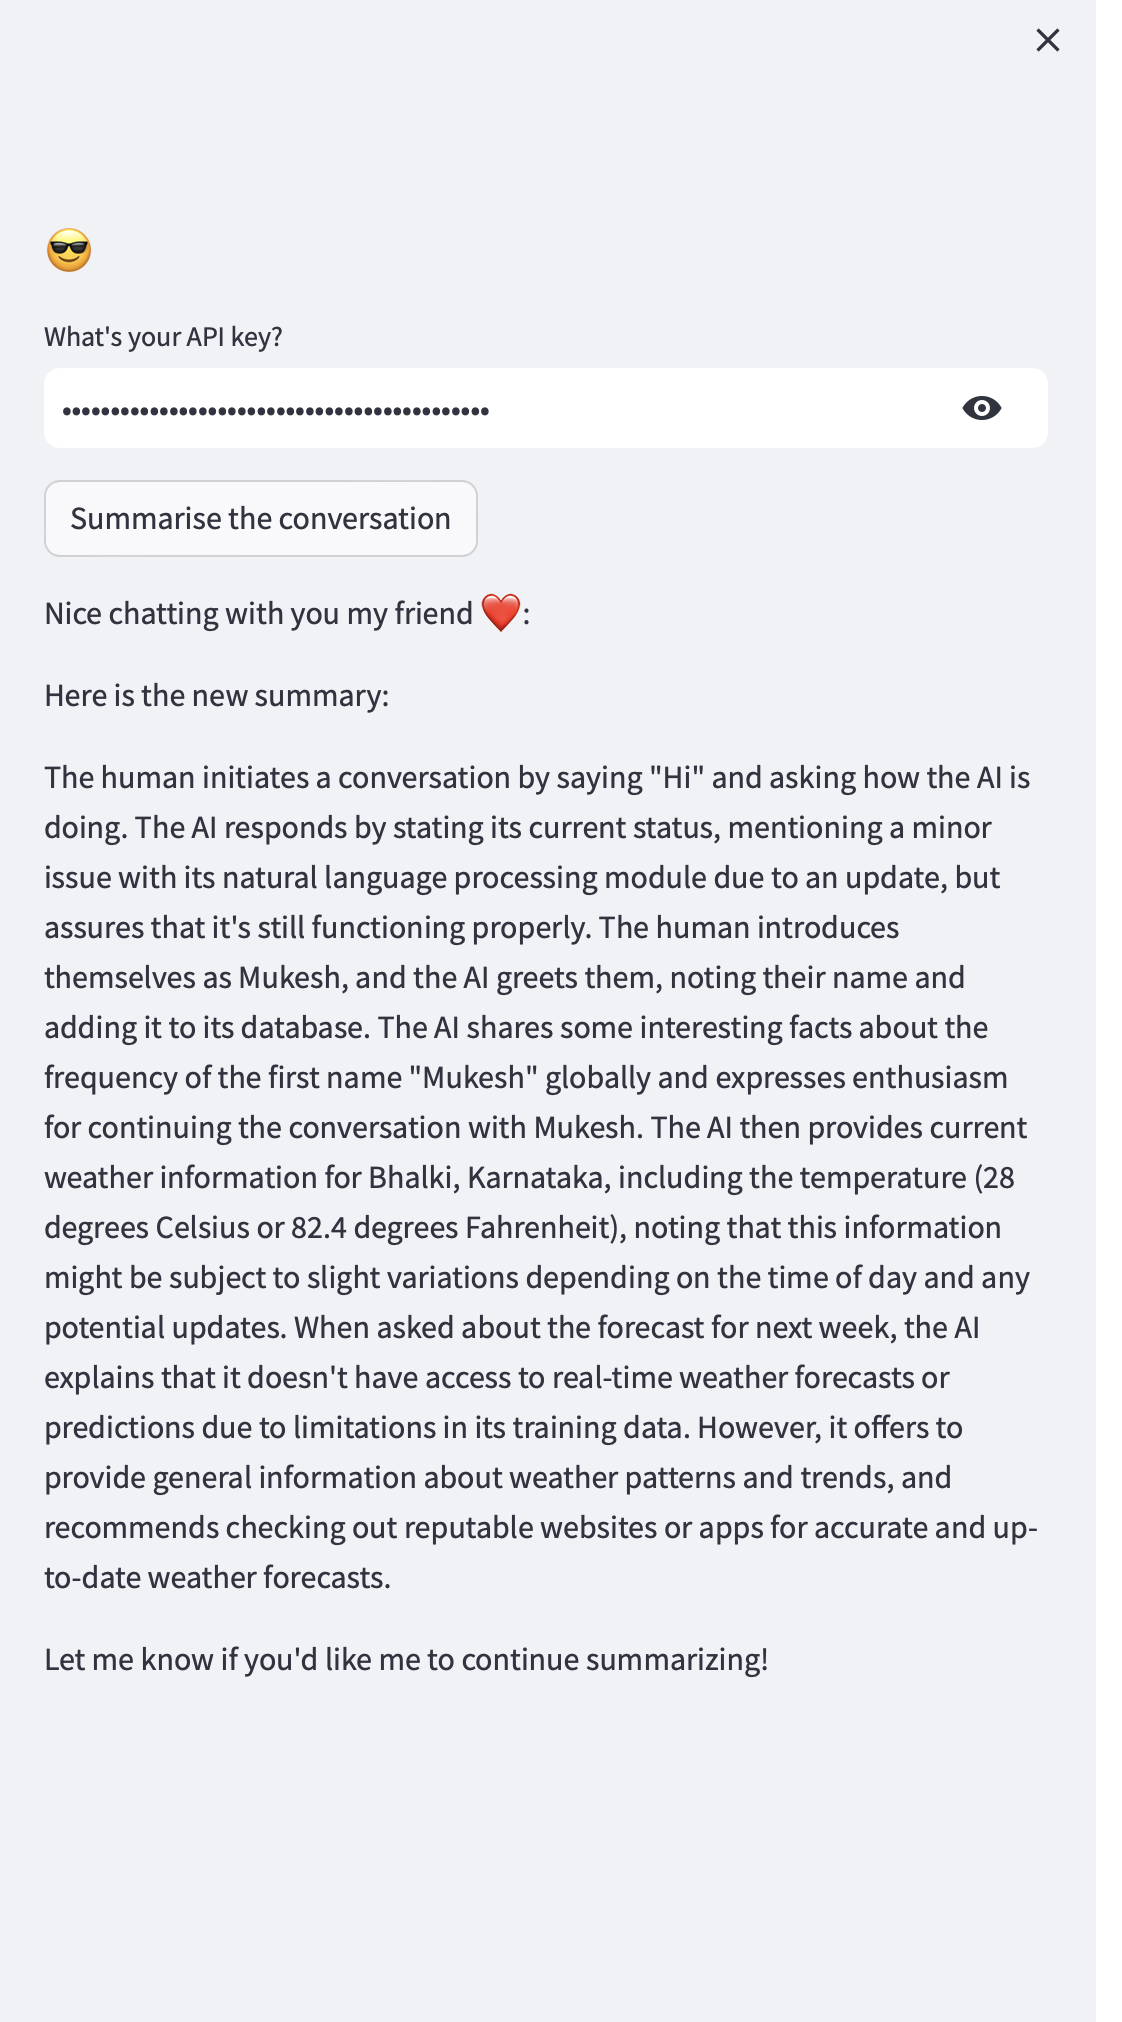 What's your API key?
••••••••••••••••••••••••••••••••••••••••••••
Summarise the conversation
Nice chatting with you my friend ❤️:
Here is the new summary:
The human initiates a conversation by saying "Hi" and asking how the AI is
doing. The AI responds by stating its current status, mentioning a minor
issue with its natural language processing module due to an update, but
assures that it's still functioning properly. The human introduces
themselves as Mukesh, and the AI greets them, noting their name and
adding it to its database. The AI shares some interesting facts about the
frequency of the first name "Mukesh" globally and expresses enthusiasm
for continuing the conversation with Mukesh. The AI then provides current
weather information for Bhalki, Karnataka, including the temperature (28
degrees Celsius or 82.4 degrees Fahrenheit), noting that this information
might be subject to slight variations depending on the time of day and any
potential updates. When asked about the forecast for next week, the AI
explains that it doesn't have access to real-time weather forecasts or
predictions due to limitations in its training data. However, it offers to
provide general information about weather patterns and trends, and
recommends checking out reputable websites or apps for accurate and up-
to-date weather forecasts.
Let me know if you'd like me to continue summarizing!